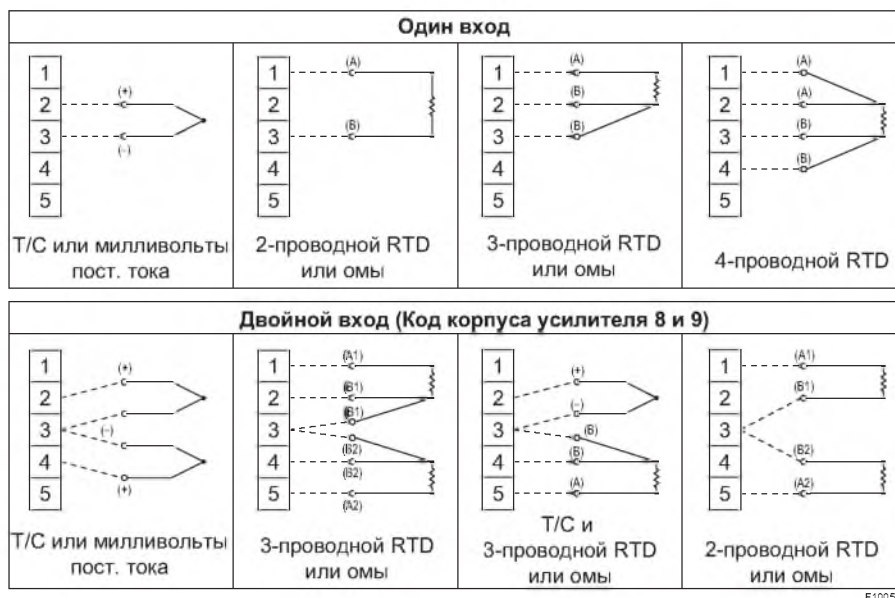 Один вход
1
2
3
4
5
(+)
(−)
Т/С или милливольты
пост. тока
1
2
3
4
5
(A)
(B)
2-проводной RTD
или омы
1
2
3
4
5
(A)
(B)
(B)
3-проводной RTD
или омы
1
2
3
4
5
(A)
(A)
(B)
(B)
4-проводной RTD
Двойной вход (Код корпуса усилителя 8 и 9)
1
2
3
4
5
(+)
(−)
(+)
Т/С или милливольты
пост. тока
1
2
3
4
5
(A1)
(B1)
(B1)
(B2)
(B2)
(A2)
3-проводной RTD
или омы
1
2
3
4
5
(+)
(−)
(B)
(B)
(A)
Т/С и
3-проводной RTD
или омы
1
2
3
4
5
(A1)
(B1)
(B2)
(A2)
2-проводной RTD
или омы